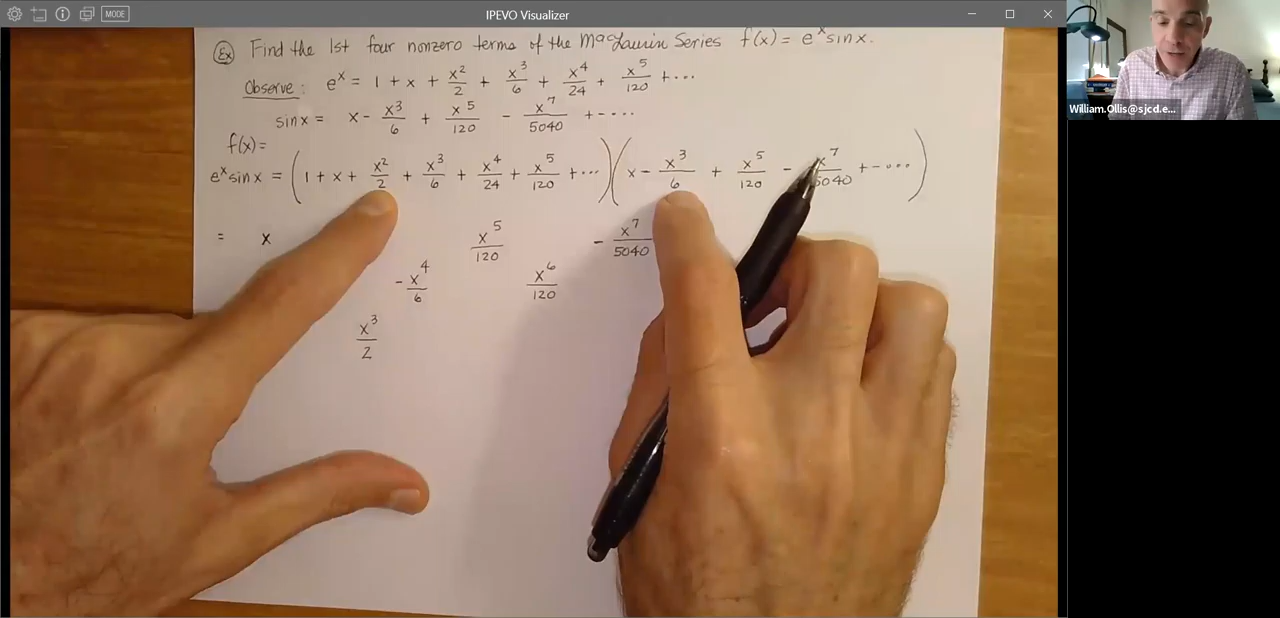 IPEVO Visualizer
MODE
William.Ollis@sjcd.e...
Ex Find the 1st four nonzero terms of the MacLaurin Series f(x) = e^x sinx.
Observe: e^x = 1 + x + x^2/2 + x^3/6 + x^4/24 + x^5/120 + ...
sinx = x - x^3/6 + x^5/120 - x^7/5040 + - ....
f(x) =
e^x sinx = (1 + x + x^2/2 + x^3/6 + x^4/24 + x^5/120 + ...)(x - x^3/6 + x^5/120 - x^7/5040 + - ....)
= x x^5/120 - x^7/5040
- x^4/6 x^6/120
x^3/2